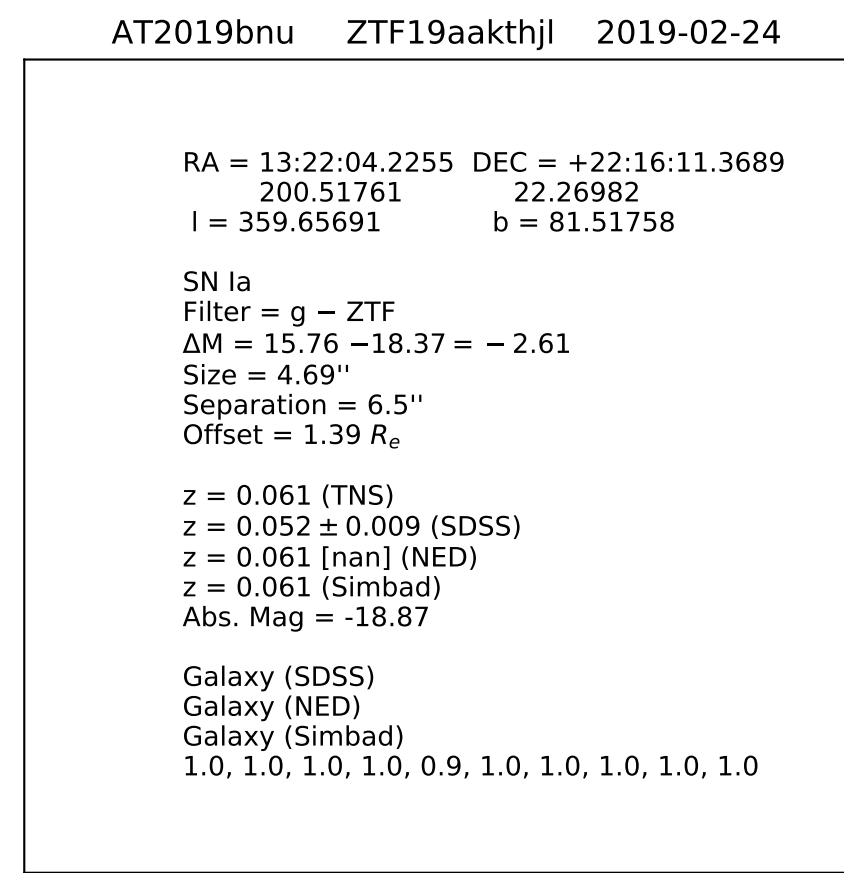 AT2019bnu ZTF19aakthjl 2019-02-24
RA = 13:22:04.2255 DEC = +22:16:11.3689
200.51761 22.26982
l = 359.65691 b = 81.51758
SN Ia
Filter = g − ZTF
ΔM = 15.76 −18.37 = − 2.61
Size = 4.69''
Separation = 6.5''
Offset = 1.39 Re
z = 0.061 (TNS)
z = 0.052 ± 0.009 (SDSS)
z = 0.061 [nan] (NED)
z = 0.061 (Simbad)
Abs. Mag = -18.87
Galaxy (SDSS)
Galaxy (NED)
Galaxy (Simbad)
1.0, 1.0, 1.0, 1.0, 0.9, 1.0, 1.0, 1.0, 1.0, 1.0